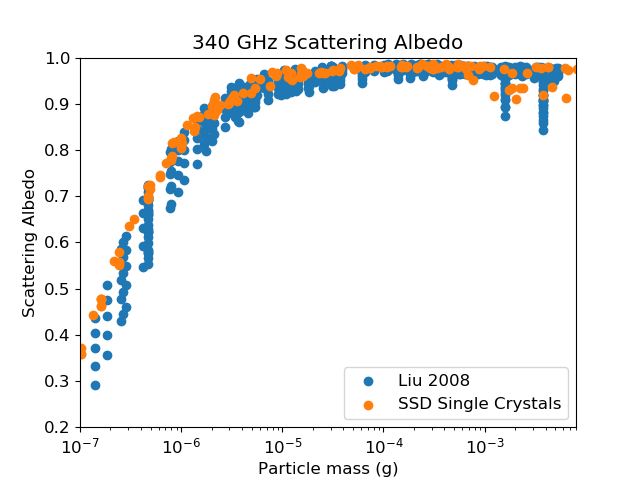 340 GHz Scattering Albedo
Scattering Albedo
1.0
0.9
0.8
0.7
0.6
0.5
0.4
0.3
0.2
Liu 2008
SSD Single Crystals
10⁻⁷ 10⁻⁶ 10⁻⁵ 10⁻⁴ 10⁻³
Particle mass (g)